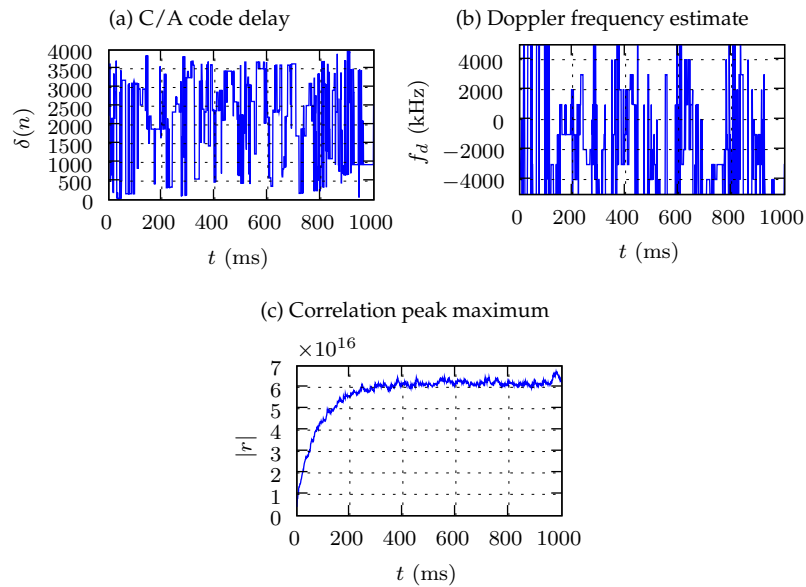 (a) C/A code delay
4000
3500
3000
2500
2000
1500
1000
500
0
δ(n)
0 200 400 600 800 1000
t (ms)
(b) Doppler frequency estimate
4000
2000
0
−2000
−4000
f_d (kHz)
0 200 400 600 800 1000
t (ms)
(c) Correlation peak maximum
×10^16
7
6
5
4
3
2
1
0
|r|
0 200 400 600 800 1000
t (ms)